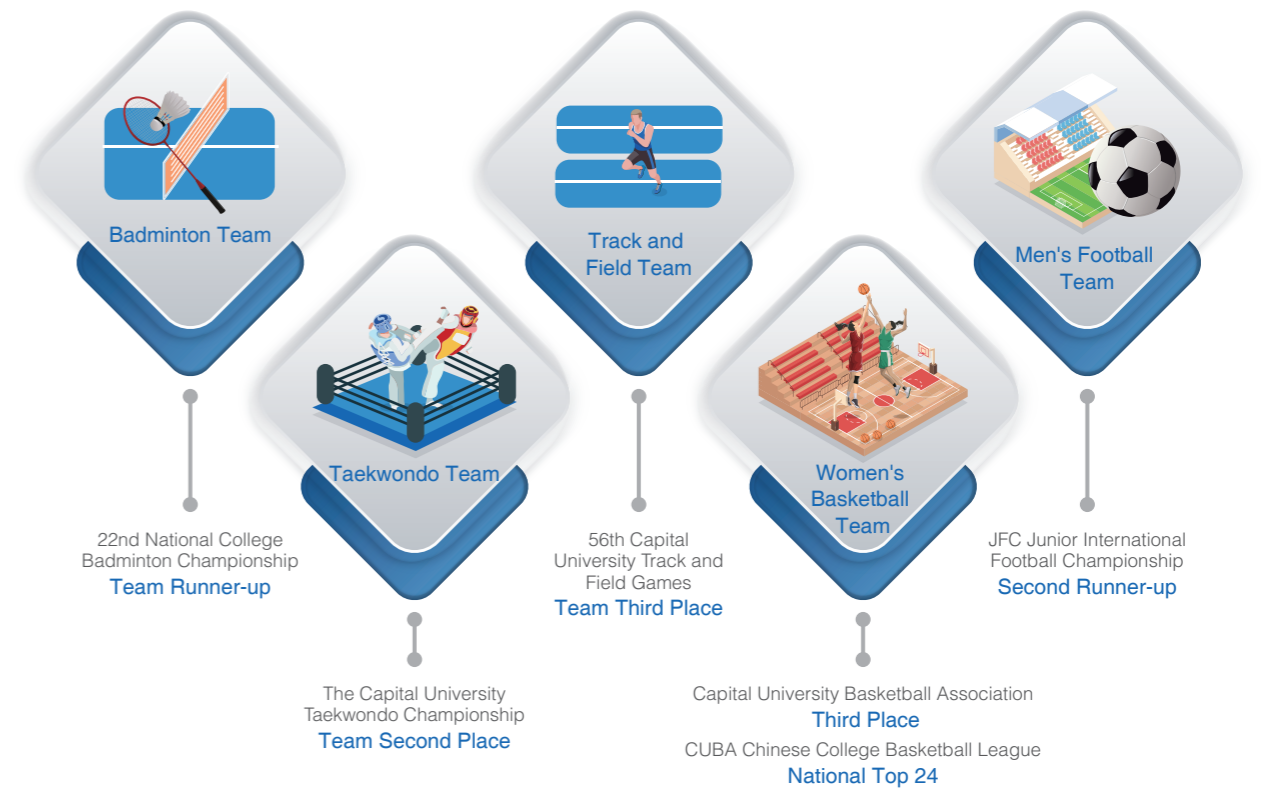 Badminton Team
22nd National College
Badminton Championship
Team Runner-up
Taekwondo Team
The Capital University
Taekwondo Championship
Team Second Place
Track and
Field Team
56th Capital
University Track and
Field Games
Team Third Place
Women's
Basketball
Team
Capital University Basketball Association
Third Place
CUBA Chinese College Basketball League
National Top 24
Men's Football
Team
JFC Junior International
Football Championship
Second Runner-up